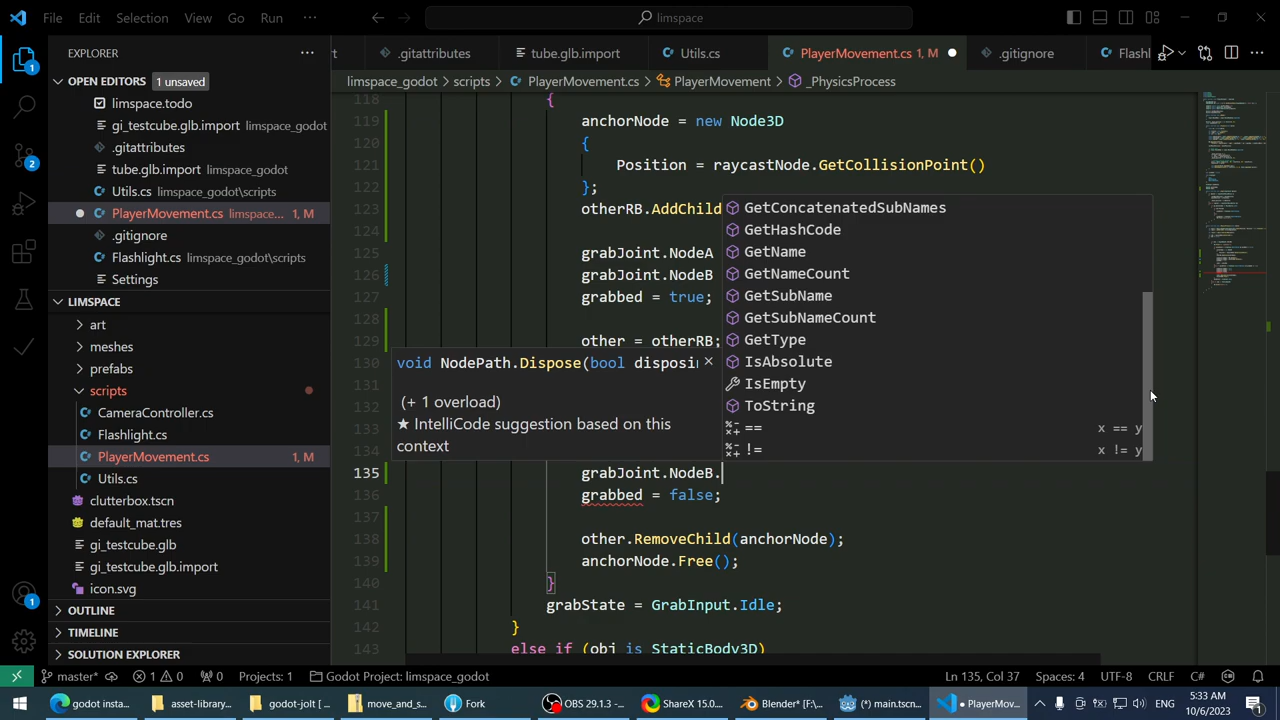 File Edit Selection View Go Run ··· limspace
EXPLORER ··· .gitattributes tube.glb.import Utils.cs PlayerMovement.cs 1, M .gitignore
OPEN EDITORS 1 unsaved
limspace_godot > scripts > PlayerMovement.cs > PlayerMovement > _PhysicsProcess
limspace.todo
gi_testcube.glb.import limspace_godot
.gitattributes
tube.glb.import limspace_godot
Utils.cs limspace_godot\scripts
PlayerMovement.cs limspace... 1, M
.gitignore
Flashlight.cs limspace_godot\scripts
Settings
LIMSPACE
art
meshes
prefabs
scripts
CameraController.cs
Flashlight.cs
PlayerMovement.cs 1, M
Utils.cs
clutterbox.tscn
default_mat.tres
gi_testcube.glb
gi_testcube.glb.import
icon.svg
OUTLINE
TIMELINE
SOLUTION EXPLORER
118 {
119 anchorNode = new Node3D
120 {
121 Position = raycastNode.GetCollisionPoint()
122 };
123 otherRB.AddChild
124
125 grabJoint.NodeA
126 grabJoint.NodeB
127 grabbed = true;
128
129 other = otherRB;
130
131
132
133
134
135 grabJoint.NodeB.
136 grabbed = false;
137
138 other.RemoveChild(anchorNode);
139 anchorNode.Free();
140 }
141 grabState = GrabInput.Idle;
142 }
143 else if (obj is StaticBody3D)
GetConcatenatedSubNames
GetHashCode
GetName
GetNameCount
GetSubName
GetSubNameCount
GetType
IsAbsolute
IsEmpty
ToString
== x == y
!= x != y
void NodePath.Dispose(bool disposi
(+ 1 overload)
★ IntelliCode suggestion based on this
context
master* 1 0 0 Projects: 1 Godot Project: limspace_godot Ln 135, Col 37 Spaces: 4 UTF-8 CRLF C#
godot insta... asset-library... godot-jolt [ ... move_and_s... Fork OBS 29.1.3 - ... ShareX 15.0.... Blender* [F:\... (*) main.tscn... PlayerMov... ENG 5:33 AM
10/6/2023